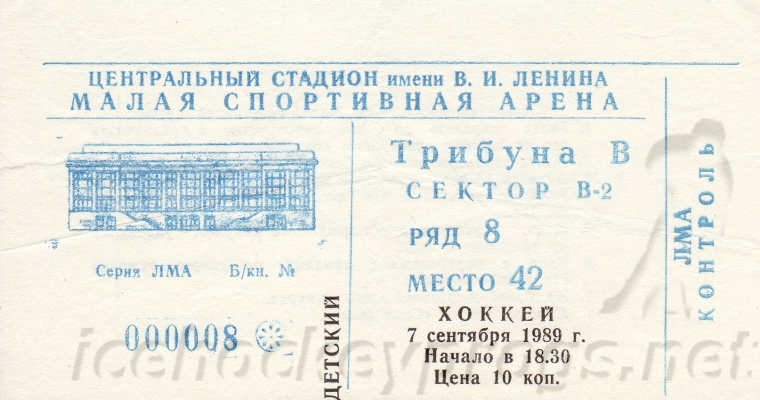 ЦЕНТРАЛЬНЫЙ СТАДИОН имени В. И. ЛЕНИНА
МАЛАЯ СПОРТИВНАЯ АРЕНА
Трибуна В
СЕКТОР В-2
РЯД 8
МЕСТО 42
Серия ЛМА Б/кн. №
000008
ДЕТСКИЙ
ХОККЕЙ
7 сентября 1989 г.
Начало в 18.30
Цена 10 коп.
ЛМА
КОНТРОЛЬ
icehockeyprogs.net